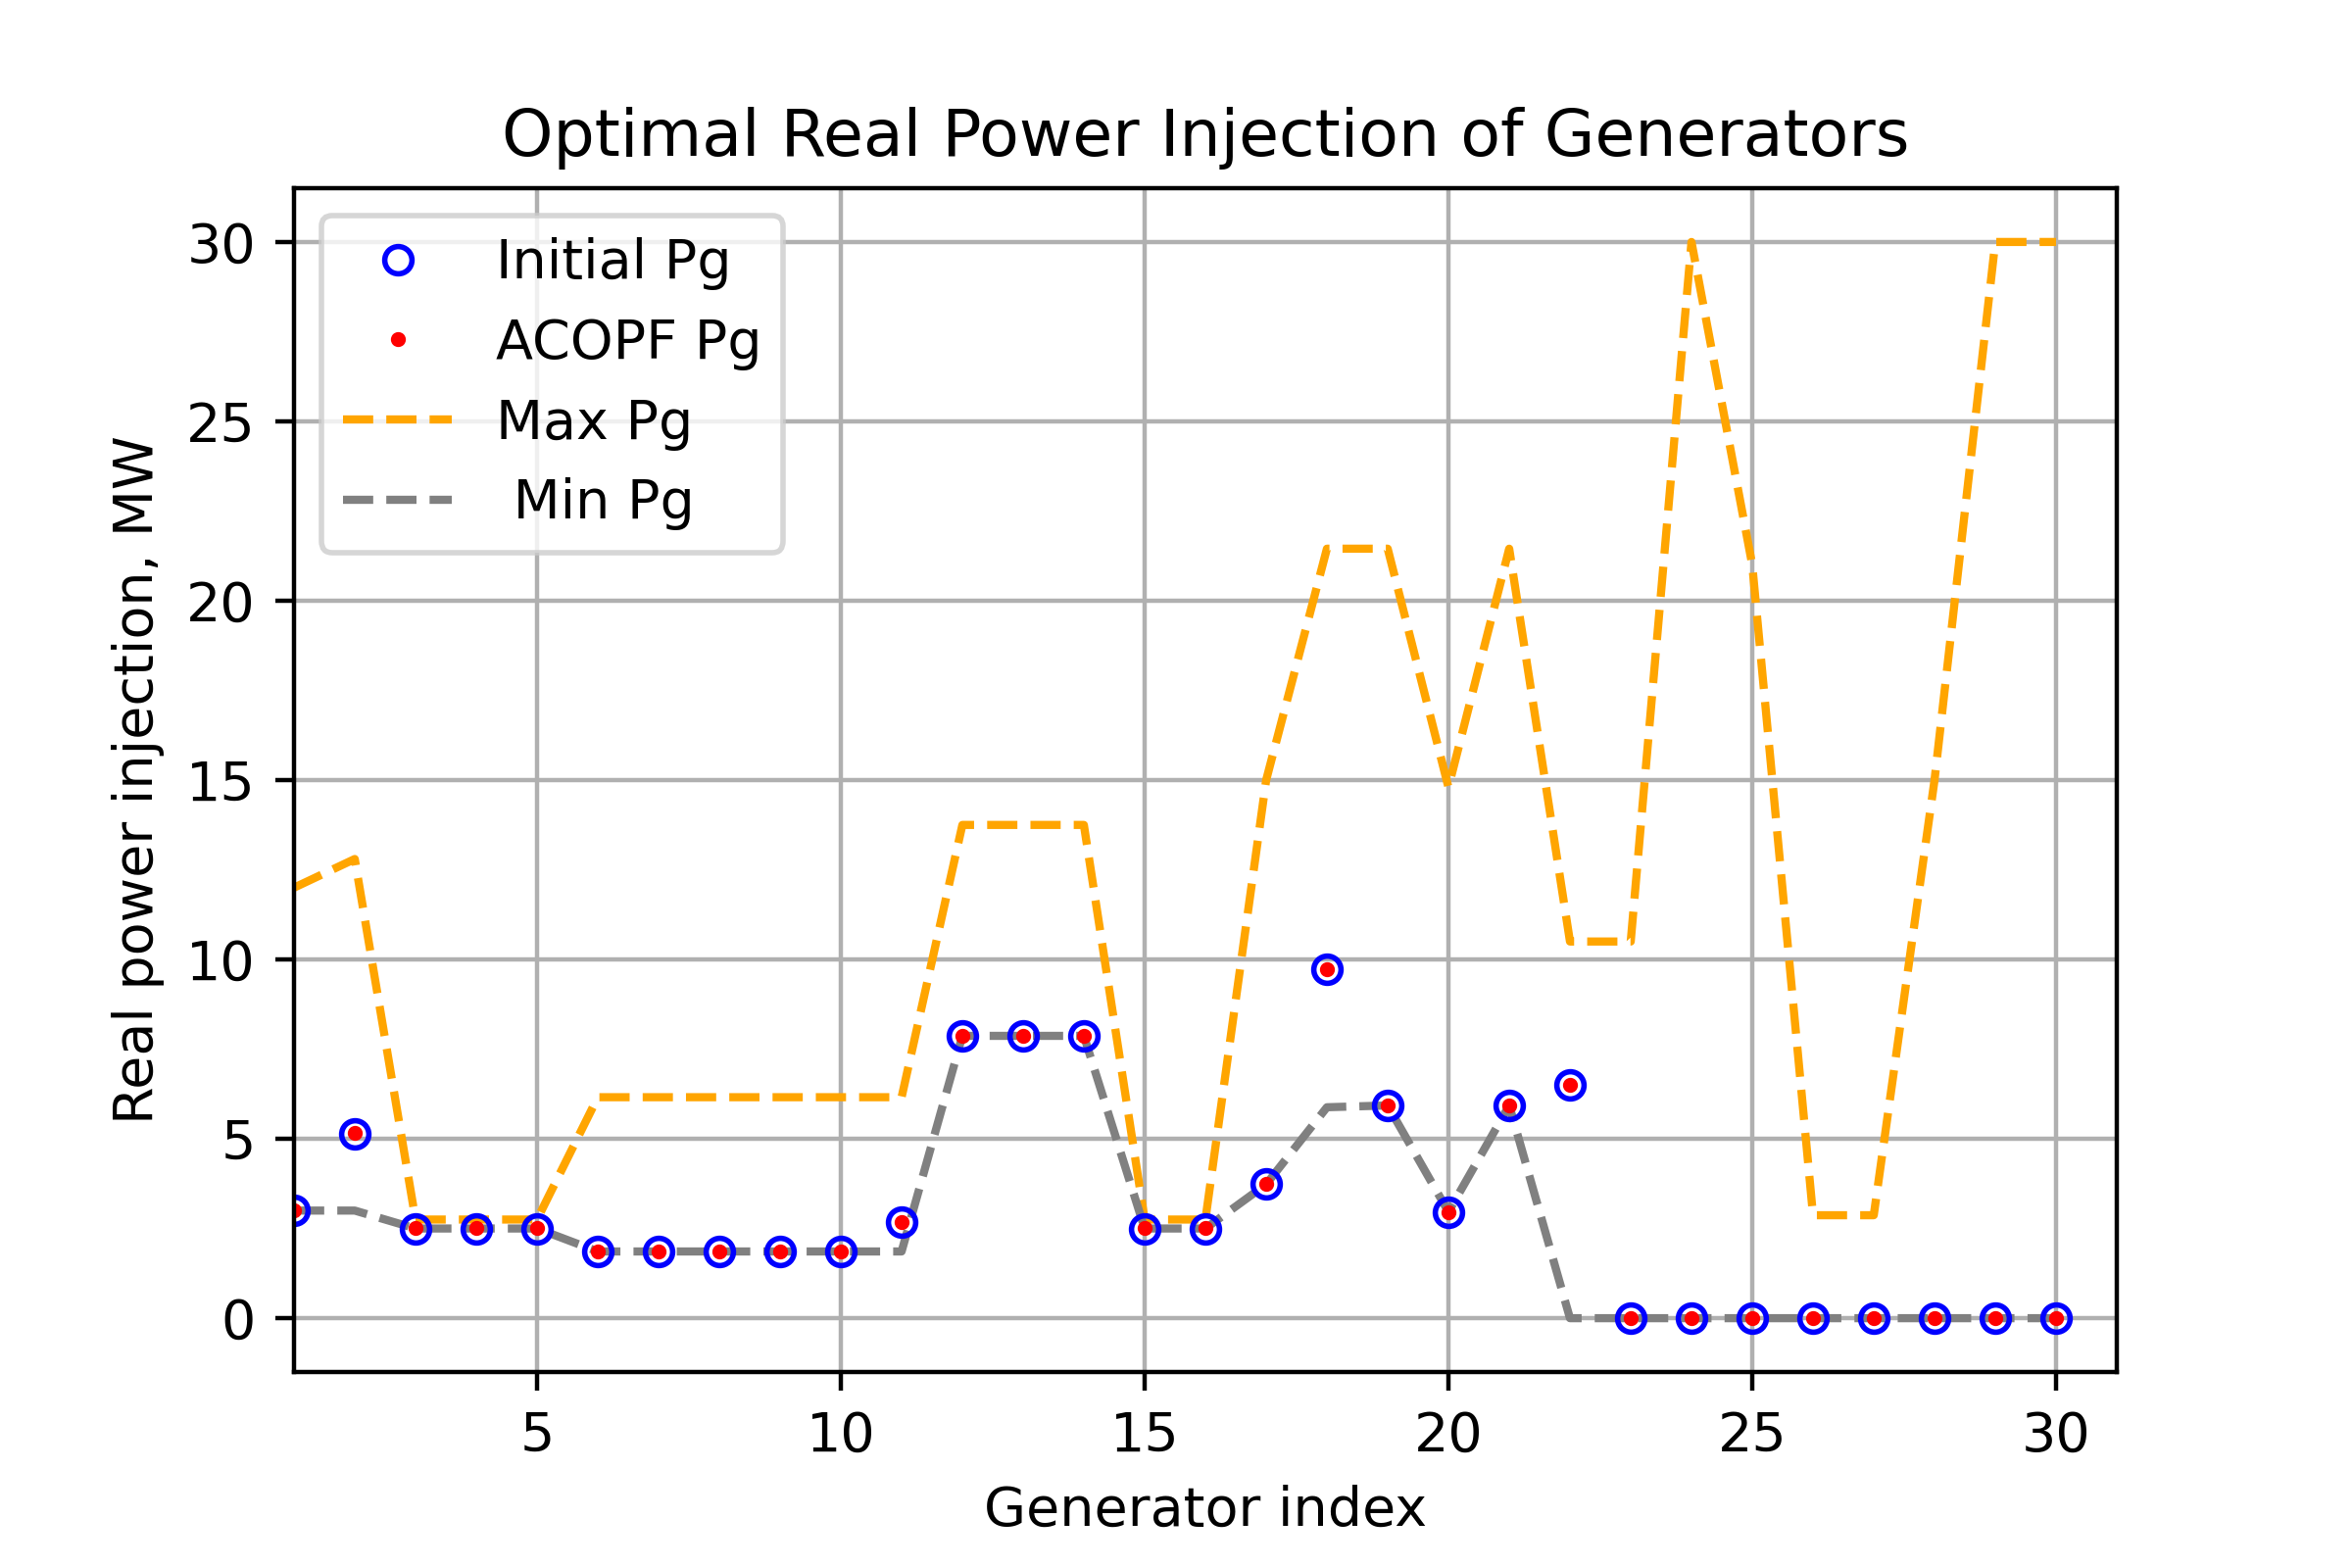 Optimal Real Power Injection of Generators
Initial Pg
ACOPF Pg
Max Pg
Min Pg
30
25
20
15
10
5
0
Real power injection, MW
5
10
15
20
25
30
Generator index